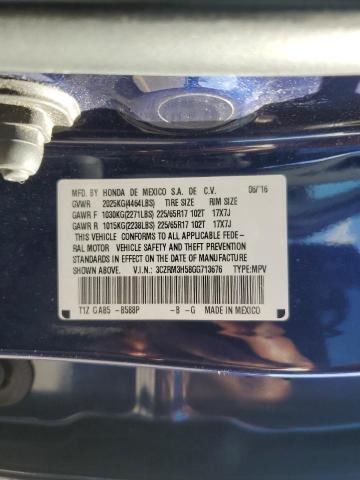 MFD. BY HONDA DE MEXICO S.A. DE C.V. 06/16
GVWR 2025KG(4464LBS) TIRE SIZE RIM SIZE
GAWR F 1030KG(2271LBS) 225/65R17 102T 17X7J
GAWR R 1015KG(2238LBS) 225/65R17 102T 17X7J
THIS VEHICLE CONFORMS TO ALL APPLICABLE FEDE-
RAL MOTOR VEHICLE SAFETY AND THEFT PREVENTION
STANDARDS IN EFFECT ON THE DATE OF MANUFACTURE
SHOWN ABOVE. V.I.N.: 3CZRM3H58GG713676 TYPE:MPV
T1Z GA85 -B588P -B -G MADE IN MEXICO